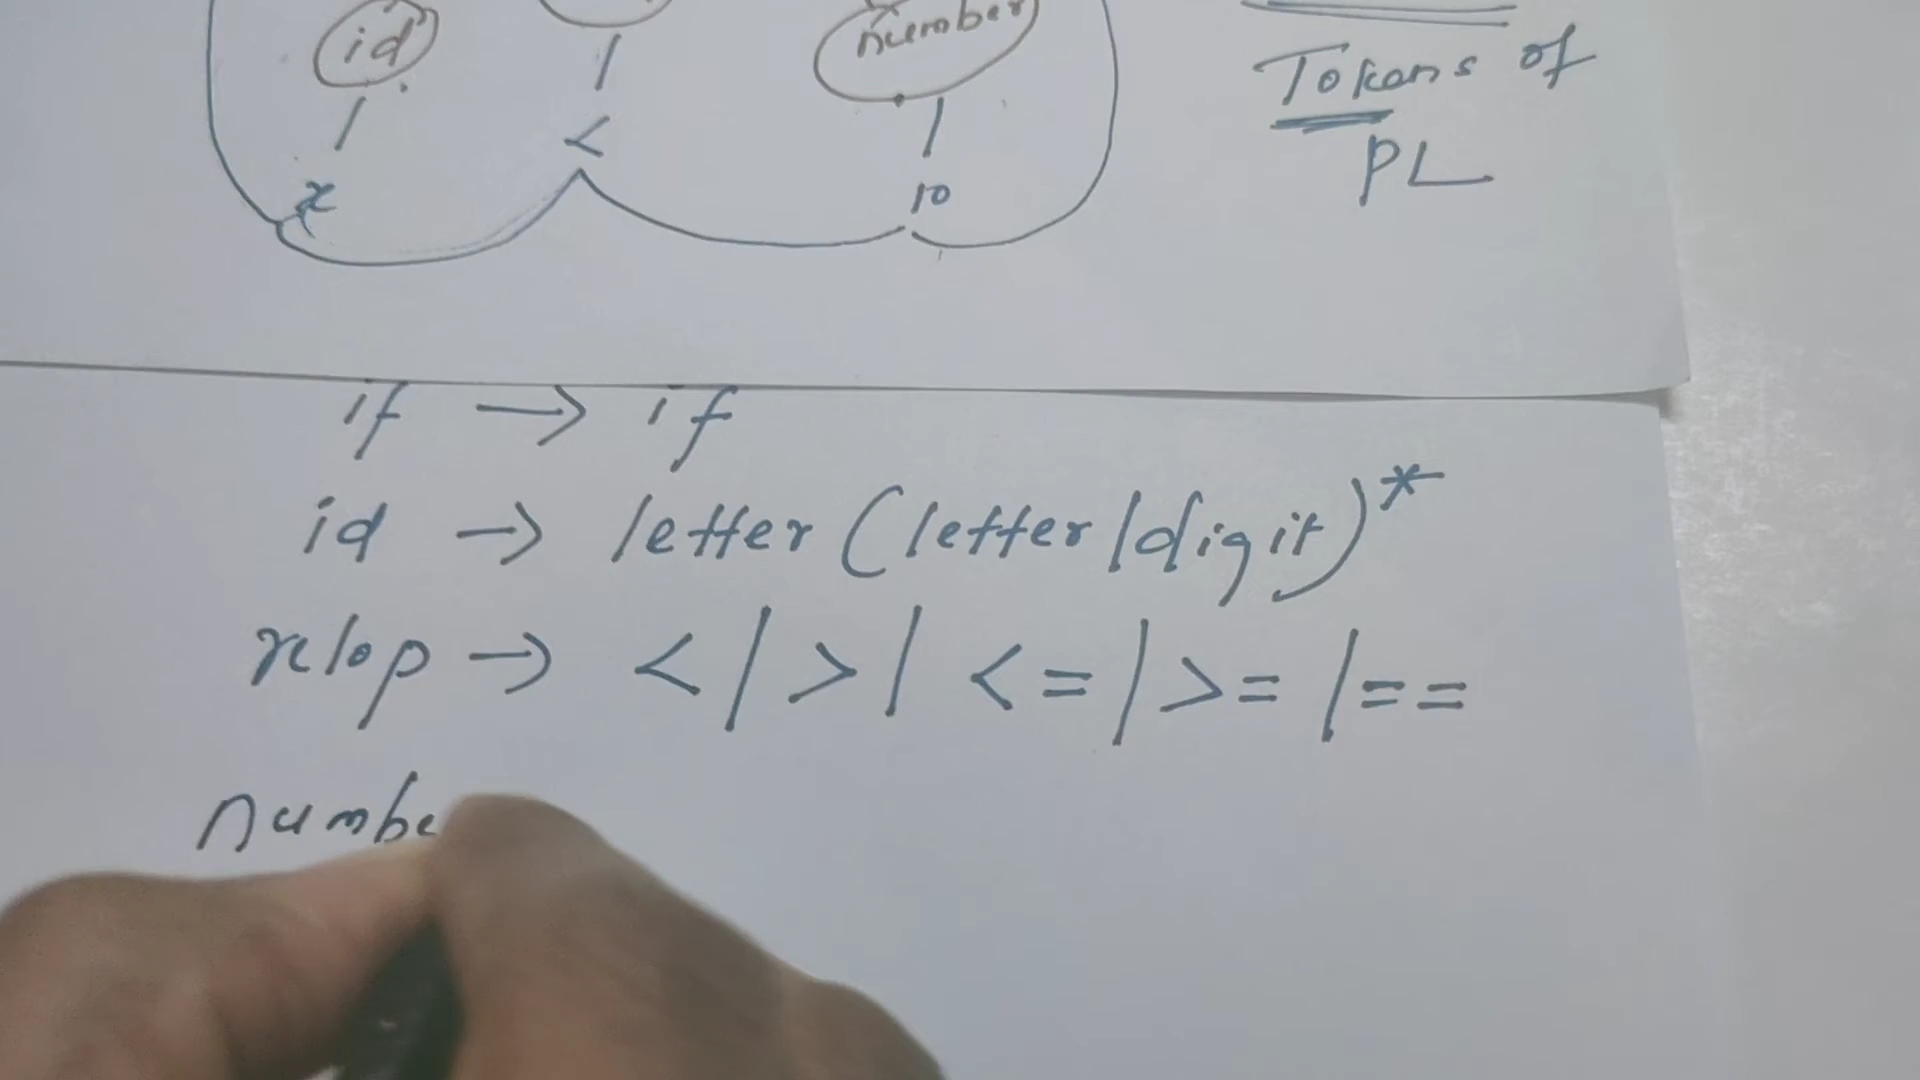 id number
Tokens of
< PL
x 10
if → if
id → letter (letter/digit)*
relop → < | > | <= | >= | ==
numbe